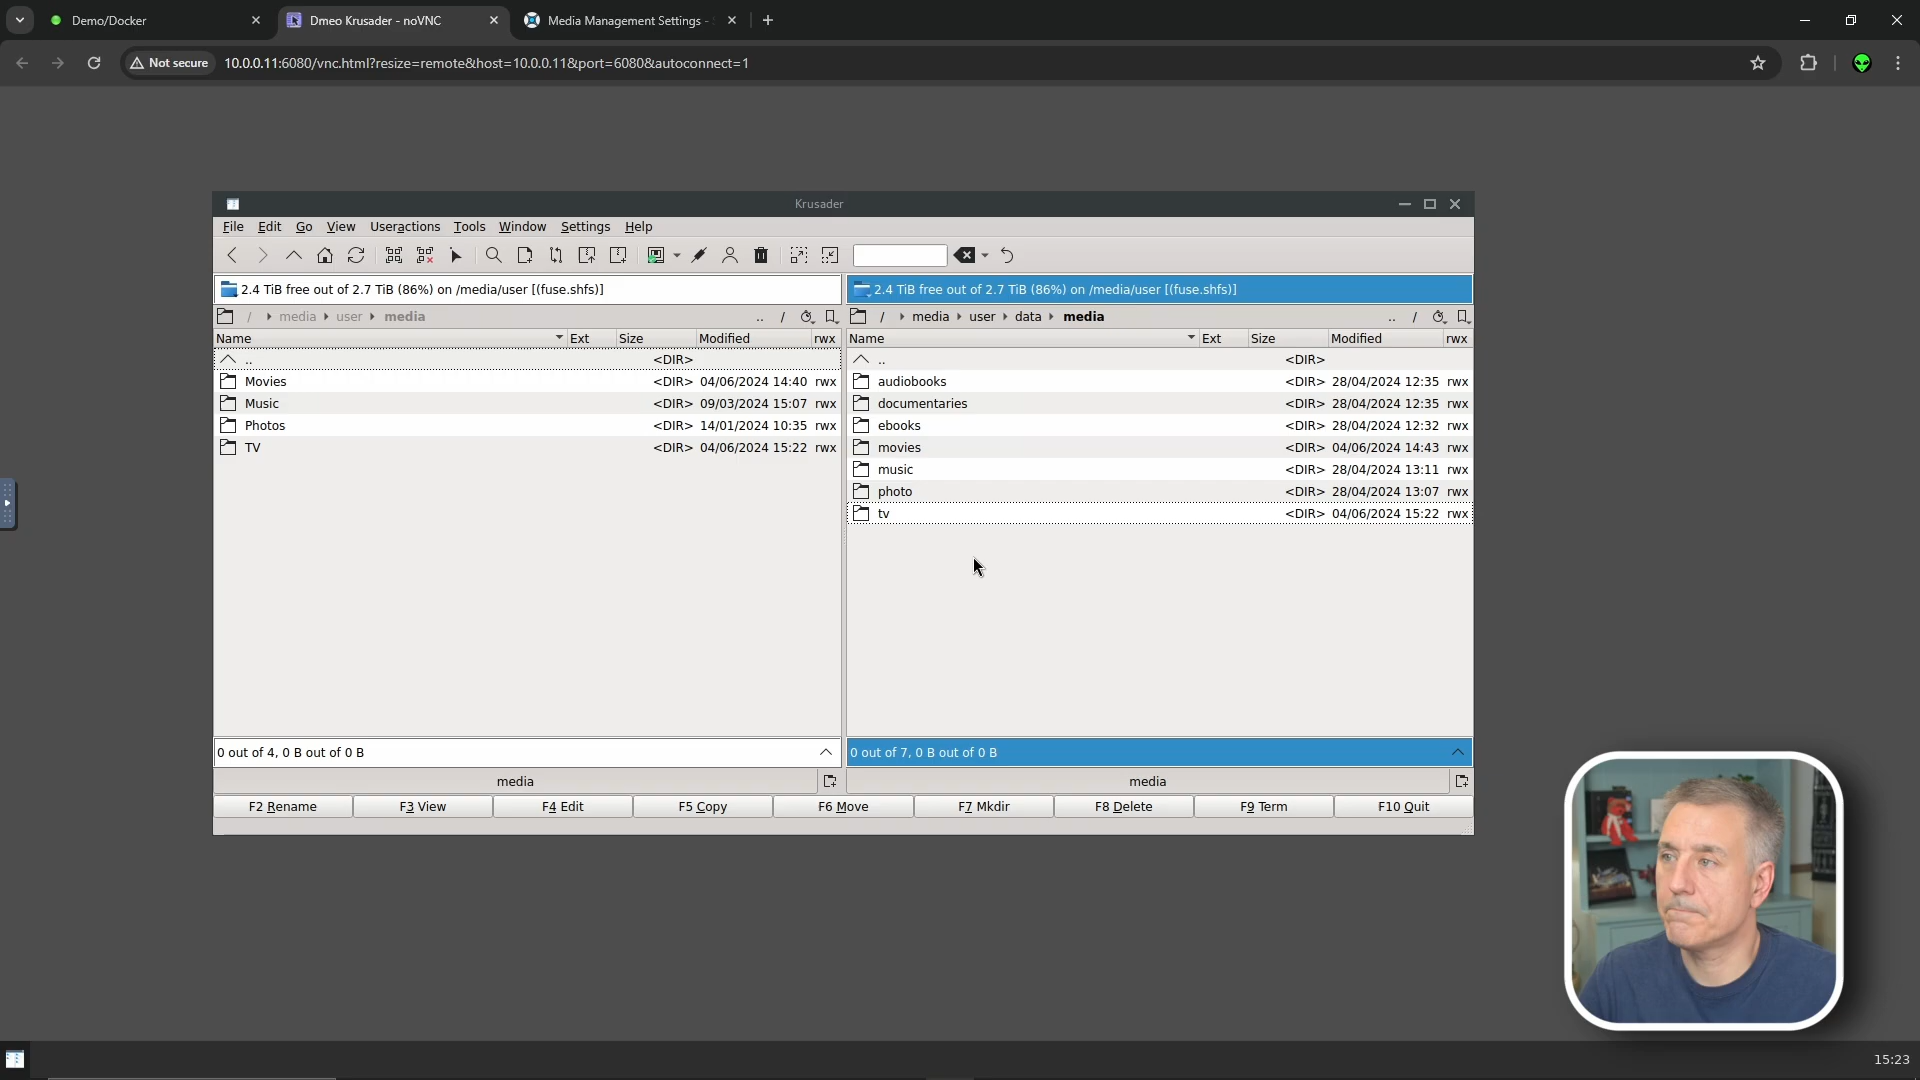 Demo/Docker
Dmeo Krusader - noVNC
Media Management Settings -
Not secure
10.0.0.11:6080/vnc.html?resize=remote&host=10.0.0.11&port=6080&autoconnect=1
Krusader
File Edit Go View Useractions Tools Window Settings Help
2.4 TiB free out of 2.7 TiB (86%) on /media/user [(fuse.shfs)]
/ media user media .. /
Name Ext Size Modified rwx
.. <DIR>
Movies <DIR> 04/06/2024 14:40 rwx
Music <DIR> 09/03/2024 15:07 rwx
Photos <DIR> 14/01/2024 10:35 rwx
TV <DIR> 04/06/2024 15:22 rwx
0 out of 4, 0 B out of 0 B
media
2.4 TiB free out of 2.7 TiB (86%) on /media/user [(fuse.shfs)]
/ media user data media .. /
Name Ext Size Modified rwx
.. <DIR>
audiobooks <DIR> 28/04/2024 12:35 rwx
documentaries <DIR> 28/04/2024 12:35 rwx
ebooks <DIR> 28/04/2024 12:32 rwx
movies <DIR> 04/06/2024 14:43 rwx
music <DIR> 28/04/2024 13:11 rwx
photo <DIR> 28/04/2024 13:07 rwx
tv <DIR> 04/06/2024 15:22 rwx
0 out of 7, 0 B out of 0 B
media
F2 Rename F3 View F4 Edit F5 Copy F6 Move F7 Mkdir F8 Delete F9 Term F10 Quit
15:23